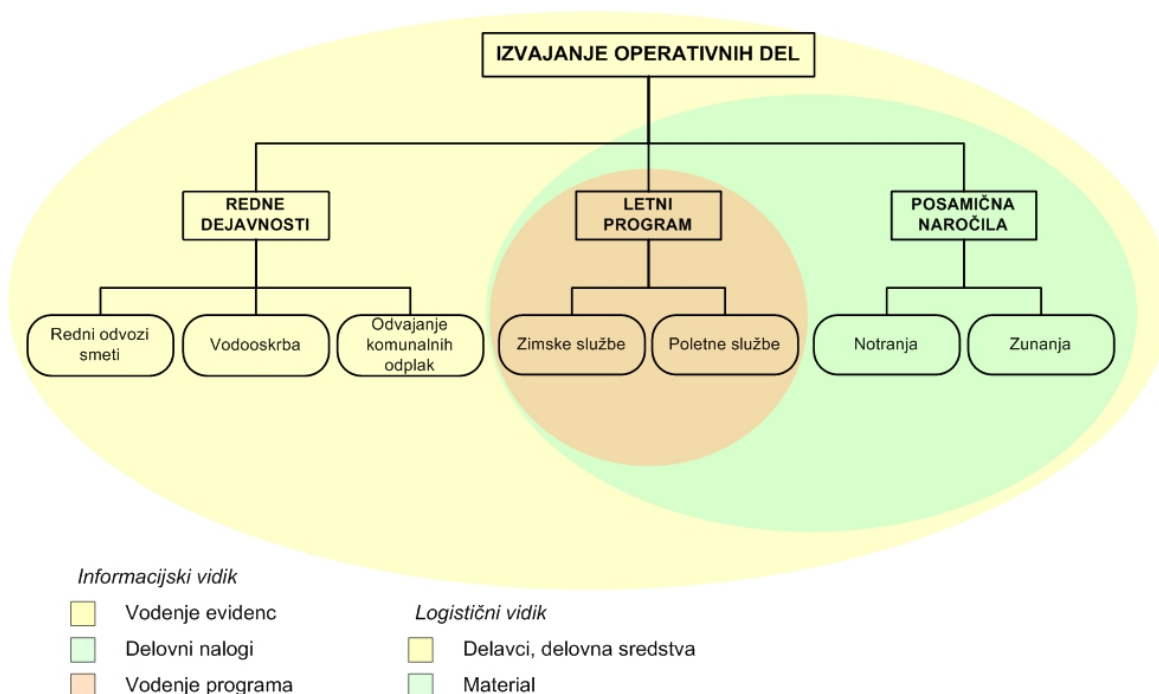 IZVAJANJE OPERATIVNIH DEL
REDNE
DEJAVNOSTI
LETNI
PROGRAM
POSAMIČNA
NAROČILA
Redni odvozi
smeti
Vodooskrba
Odvajanje
komunalnih
odplak
Zimske službe
Poletne službe
Notranja
Zunanja
Informacijski vidik
Vodenje evidenc
Delovni nalogi
Vodenje programa
Logistični vidik
Delavci, delovna sredstva
Material